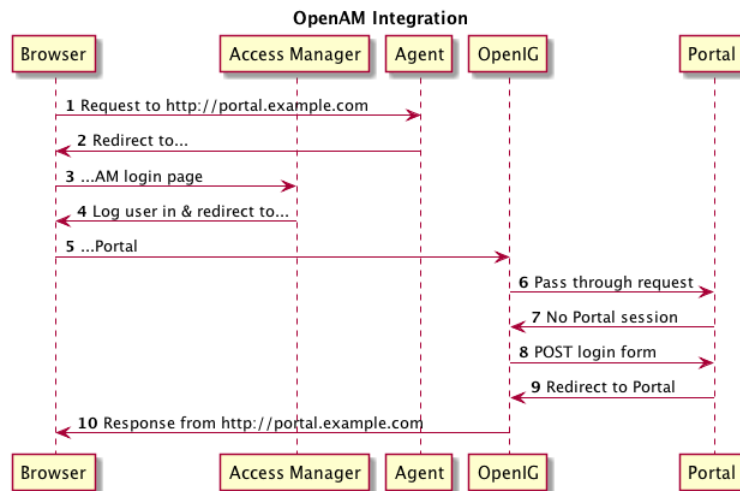 OpenAM Integration
Browser Access Manager Agent OpenIG Portal
1 Request to http://portal.example.com
2 Redirect to...
3 ...AM login page
4 Log user in & redirect to...
5 ...Portal
6 Pass through request
7 No Portal session
8 POST login form
9 Redirect to Portal
10 Response from http://portal.example.com
Browser Access Manager Agent OpenIG Portal